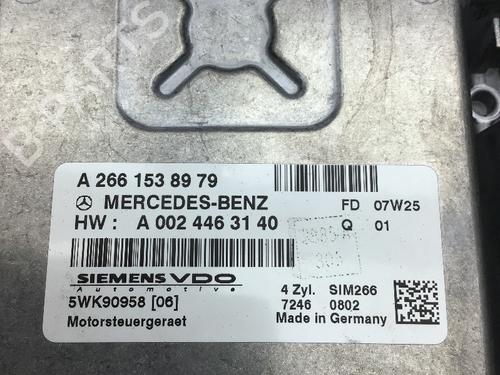 A 266 153 89 79
MERCEDES-BENZ FD 07W25
HW : A 002 446 31 40 Q 01
SIEMENS VDO
Automotive
5WK90958 [06] 4 Zyl. SIM266
7246 0802
Motorsteuergeraet Made in Germany
B-PARTS